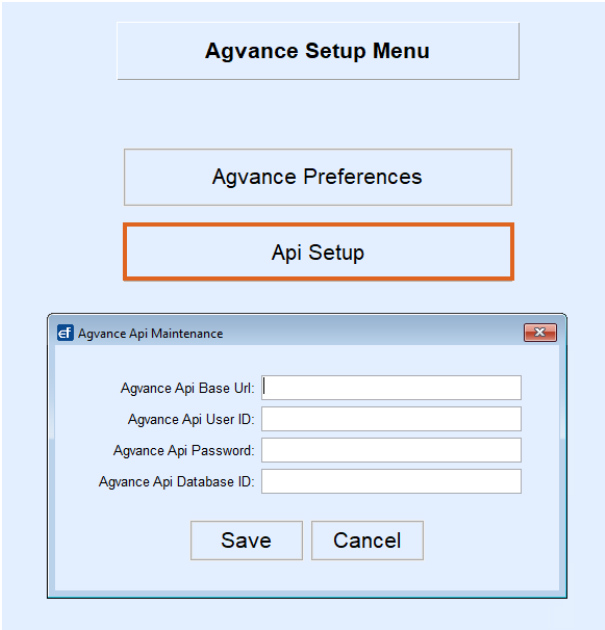 Agvance Setup Menu
Agvance Preferences
Api Setup
ef Agvance Api Maintenance
Agvance Api Base Url:
Agvance Api User ID:
Agvance Api Password:
Agvance Api Database ID:
Save Cancel